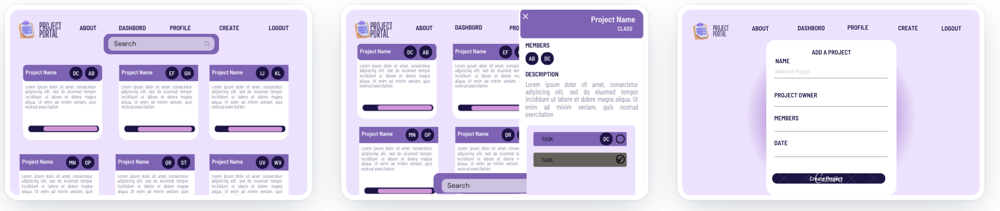 PROJECT
PORTAL
ABOUT
DASHBORD
PROFILE
CREATE
LOGOUT
Search
Project Name
DC
AB
Lorem ipsum dolor sit amet, consectetur
adipiscing elit, sed do eiusmod tempor
incididunt ut labore et dolore magna
aliqua. Ut enim ad minim veniam, quis
nostrud exercitation
Project Name
EF
GH
Lorem ipsum dolor sit amet, consectetur
adipiscing elit, sed do eiusmod tempor
incididunt ut labore et dolore magna
aliqua. Ut enim ad minim veniam, quis
nostrud exercitation
Project Name
IJ
KL
Lorem ipsum dolor sit amet, consectetur
adipiscing elit, sed do eiusmod tempor
incididunt ut labore et dolore magna
aliqua. Ut enim ad minim veniam, quis
nostrud exercitation
Project Name
MN
OP
Lorem ipsum dolor sit amet, consectetur
adipiscing elit, sed do eiusmod tempor
incididunt ut labore et dolore magna
aliqua. Ut enim ad minim veniam, quis
Project Name
QR
ST
Lorem ipsum dolor sit amet, consectetur
adipiscing elit, sed do eiusmod tempor
incididunt ut labore et dolore magna
aliqua. Ut enim ad minim veniam, quis
Project Name
UV
WX
Lorem ipsum dolor sit amet, consectetur
adipiscing elit, sed do eiusmod tempor
incididunt ut labore et dolore magna
aliqua. Ut enim ad minim veniam, quis
PROJECT
PORTAL
ABOUT
DASHBORD
PRO
Project Name
DC
AB
Lorem ipsum dolor sit amet, consectetur
adipiscing elit, sed do eiusmod tempor
incididunt ut labore et dolore magna
aliqua. Ut enim ad minim veniam, quis
nostrud exercitation
Project Name
EF
Lorem ipsum dolor sit amet, conse
adipiscing elit, sed do eiusmod te
incididunt ut labore et dolore m
aliqua. Ut enim ad minim veniam,
nostrud exercitation
Project Name
MN
OP
Lorem ipsum dolor sit amet, consectetur
adipiscing elit, sed do eiusmod tempor
incididunt ut labore et dolore magna
aliqua. Ut enim ad minim veniam, quis
nostrud exercitation
Project Name
QR
Lorem ipsum dolor sit amet, conse
adipiscing elit, sed do eiusmod te
incididunt ut labore et dolore m
aliqua. Ut enim ad minim veniam,
nostrud exercitation
Search
Project Name
CLASS
MEMBERS
AB
DC
DESCRIPTION
Lorem ipsum dolor sit amet, consectetur
adipiscing elit, sed do eiusmod tempor
incididunt ut labore et dolore magna aliqua. Ut
enim ad minim veniam, quis nostrud
exercitation
TASK
DC
TASK
PROJECT
PORTAL
ABOUT
DASHBORD
PROFILE
CREATE
LOGOUT
ADD A PROJECT
NAME
Awesome Project
PROJECT OWNER
MEMBERS
DATE
Create Project
Canva